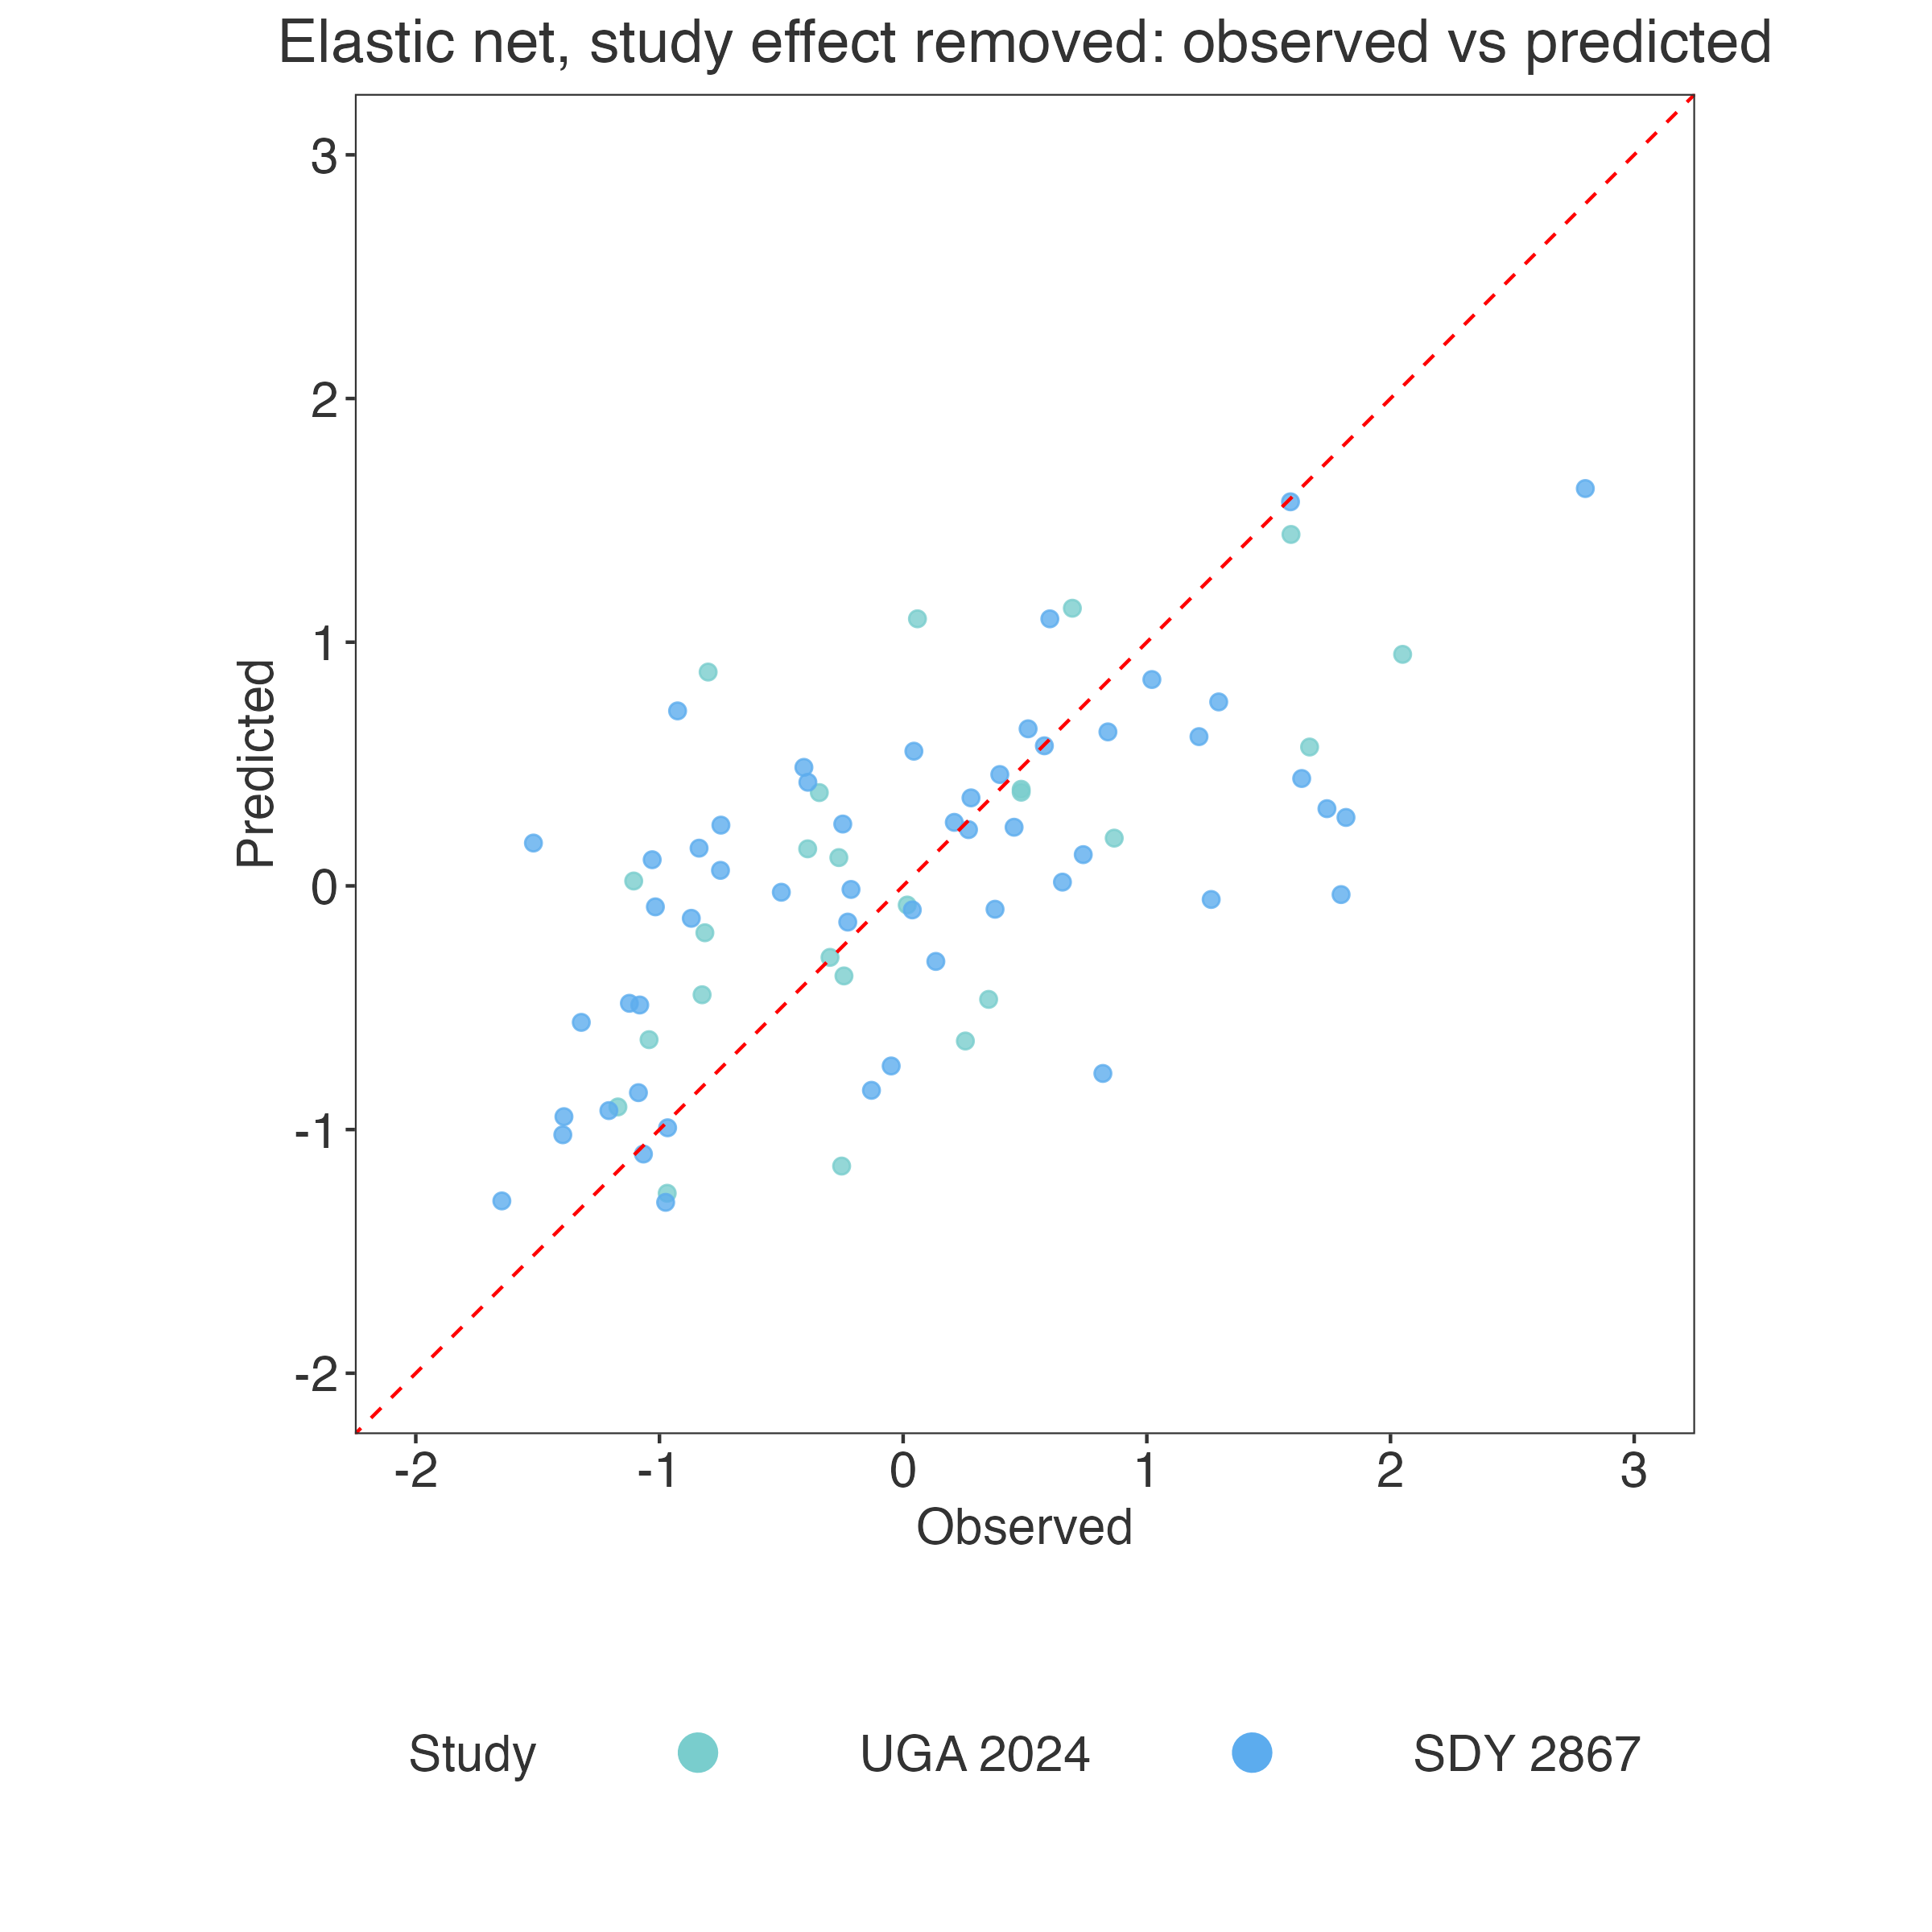 Elastic net, study effect removed: observed vs predicted
3
2
1
0
-1
-2
Predicted
-2 -1 0 1 2 3
Observed
Study UGA 2024 SDY 2867